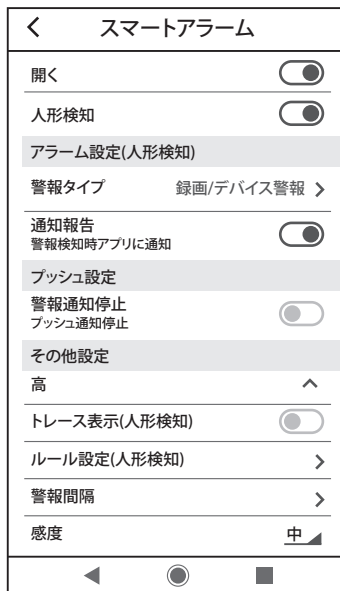 スマートアラーム
開く
人形検知
アラーム設定(人形検知)
警報タイプ 録画/デバイス警報
通知報告
警報検知時アプリに通知
プッシュ設定
警報通知停止
プッシュ通知停止
その他設定
高
トレース表示(人形検知)
ルール設定(人形検知)
警報間隔
感度 中